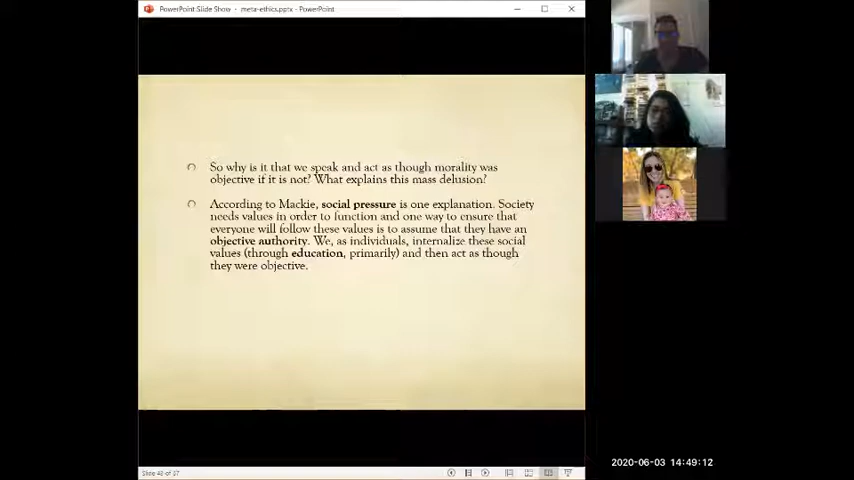 PowerPoint Slide Show - meta-ethics.pptx - PowerPoint
So why is it that we speak and act as though morality was
objective if it is not? What explains this mass delusion?
According to Mackie, social pressure is one explanation. Society
needs values in order to function and one way to ensure that
everyone will follow these values is to assume that they have an
objective authority. We, as individuals, internalize these social
values (through education, primarily) and then act as though
they were objective.
2020-06-03 14:49:12